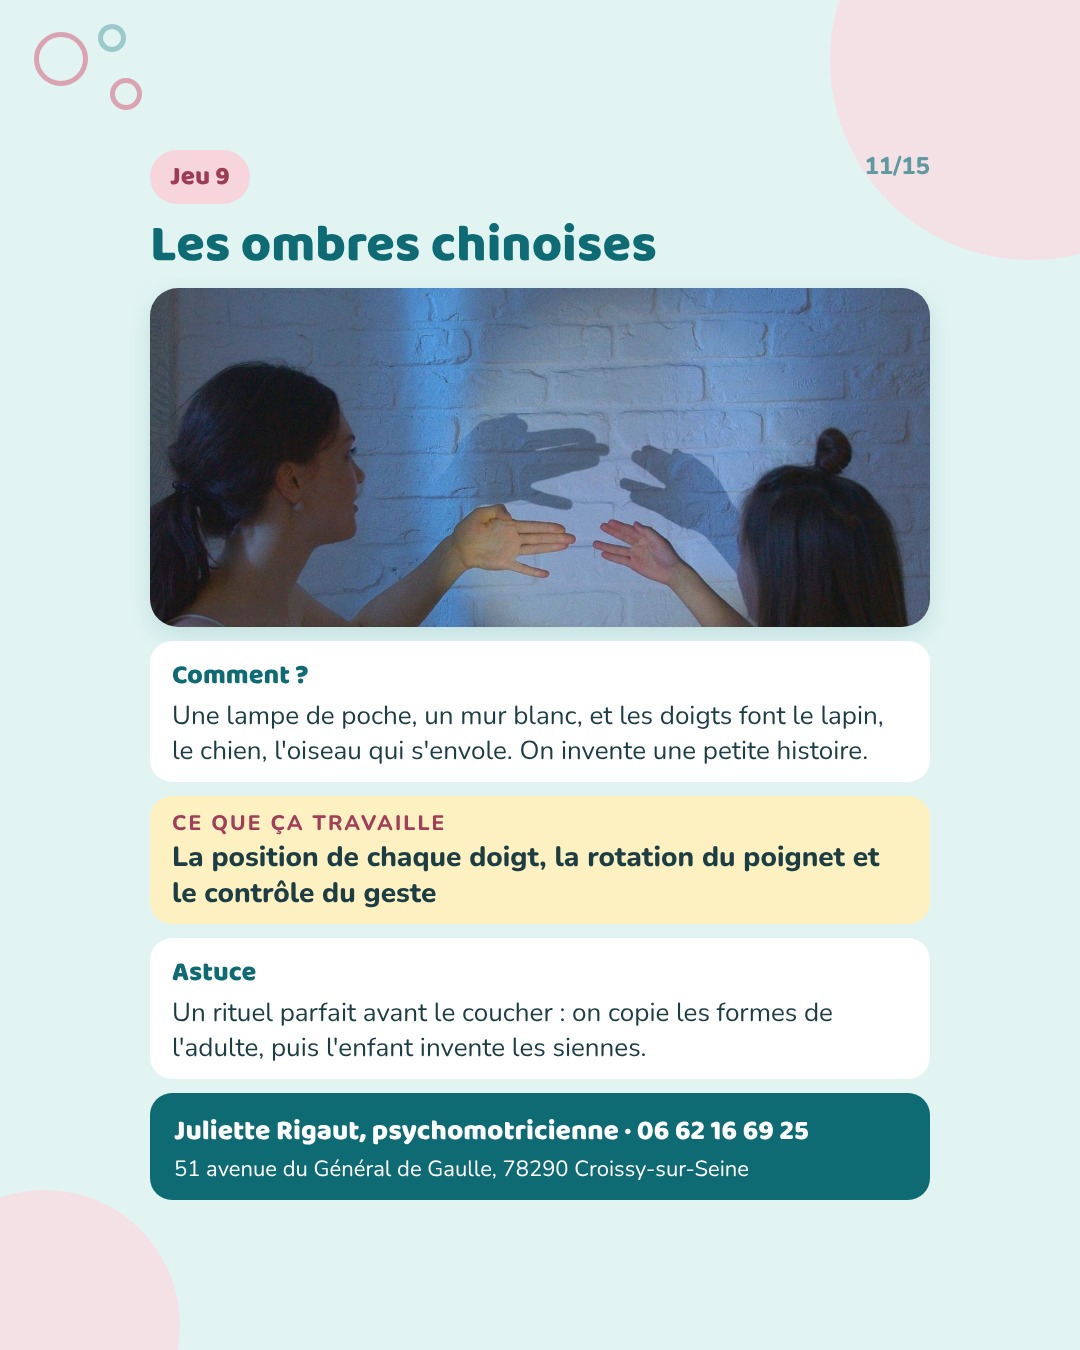 Jeu 9
11/15
Les ombres chinoises
Comment ?
Une lampe de poche, un mur blanc, et les doigts font le lapin,
le chien, l'oiseau qui s'envole. On invente une petite histoire.
CE QUE ÇA TRAVAILLE
La position de chaque doigt, la rotation du poignet et
le contrôle du geste
Astuce
Un rituel parfait avant le coucher : on copie les formes de
l'adulte, puis l'enfant invente les siennes.
Juliette Rigaut, psychomotricienne · 06 62 16 69 25
51 avenue du Général de Gaulle, 78290 Croissy-sur-Seine